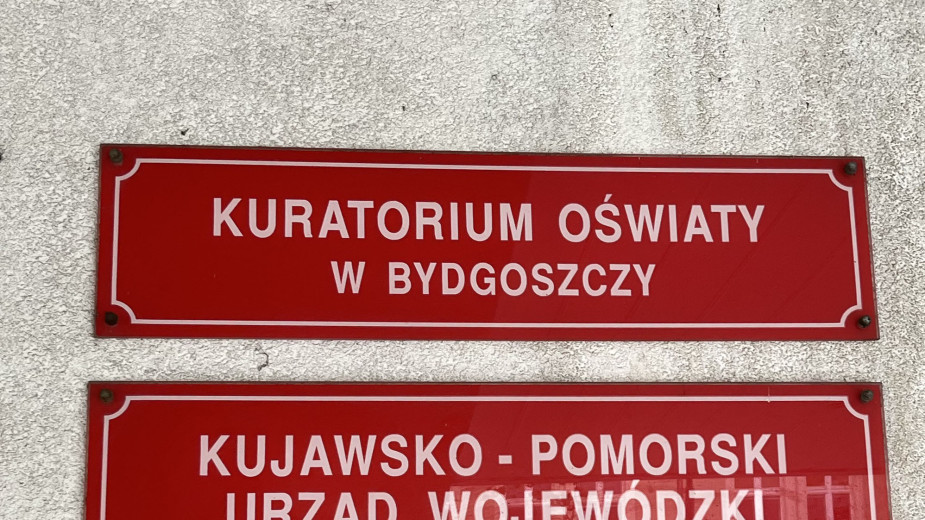 KURATORIUM OŚWIATY
W BYDGOSZCZY
KUJAWSKO - POMORSKI
URZĄD WOJEWÓDZKI